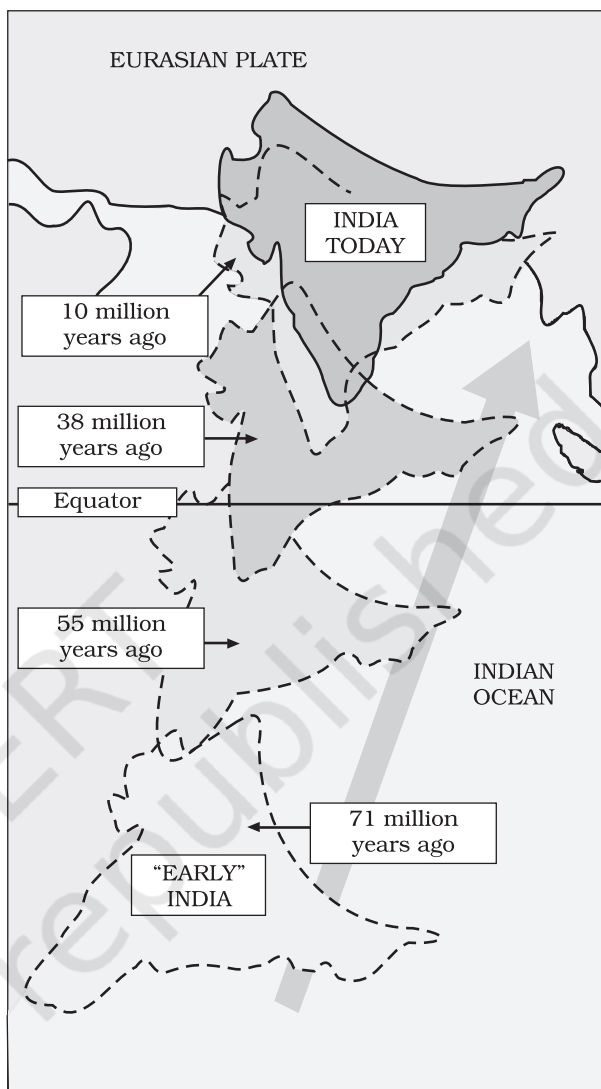 EURASIAN PLATE
INDIA
TODAY
10 million
years ago
38 million
years ago
Equator
55 million
years ago
INDIAN
OCEAN
71 million
years ago
"EARLY"
INDIA
republished